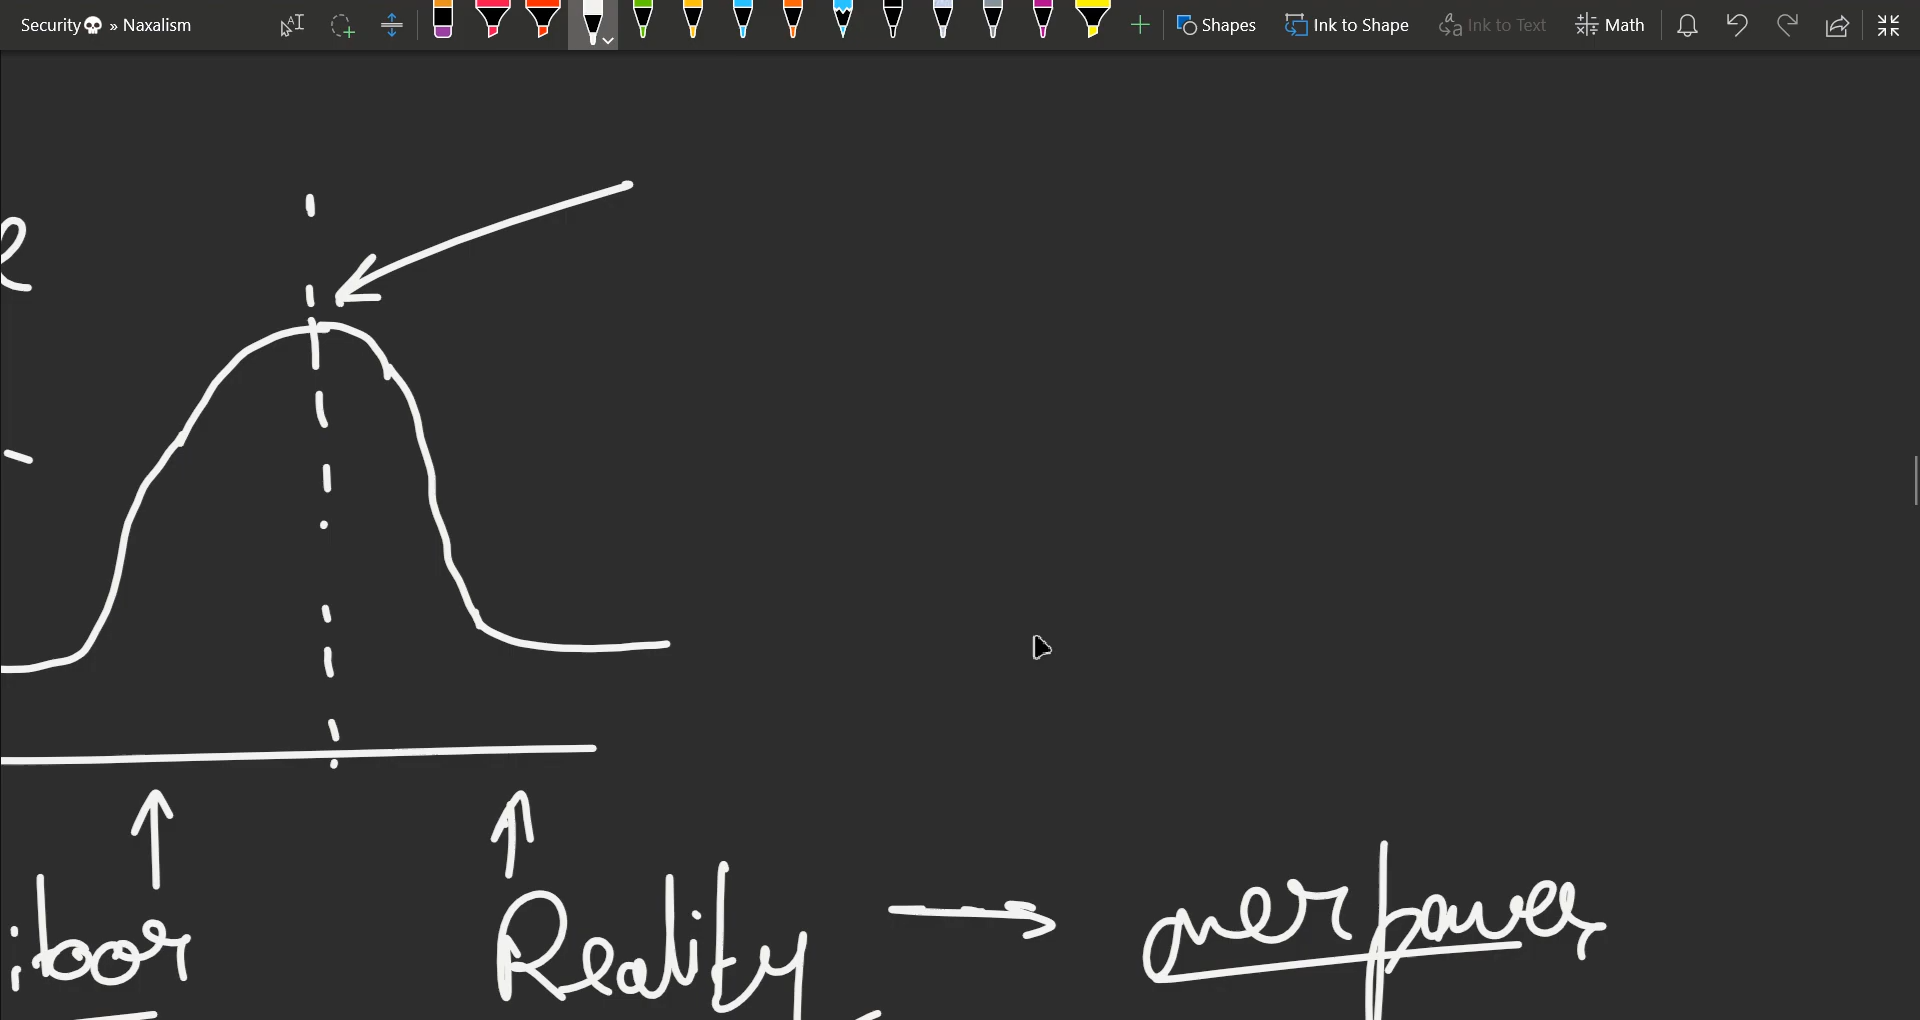 Security💀 » Naxalism
Shapes
Ink to Shape
Ink to Text
Math
Reality → overpower